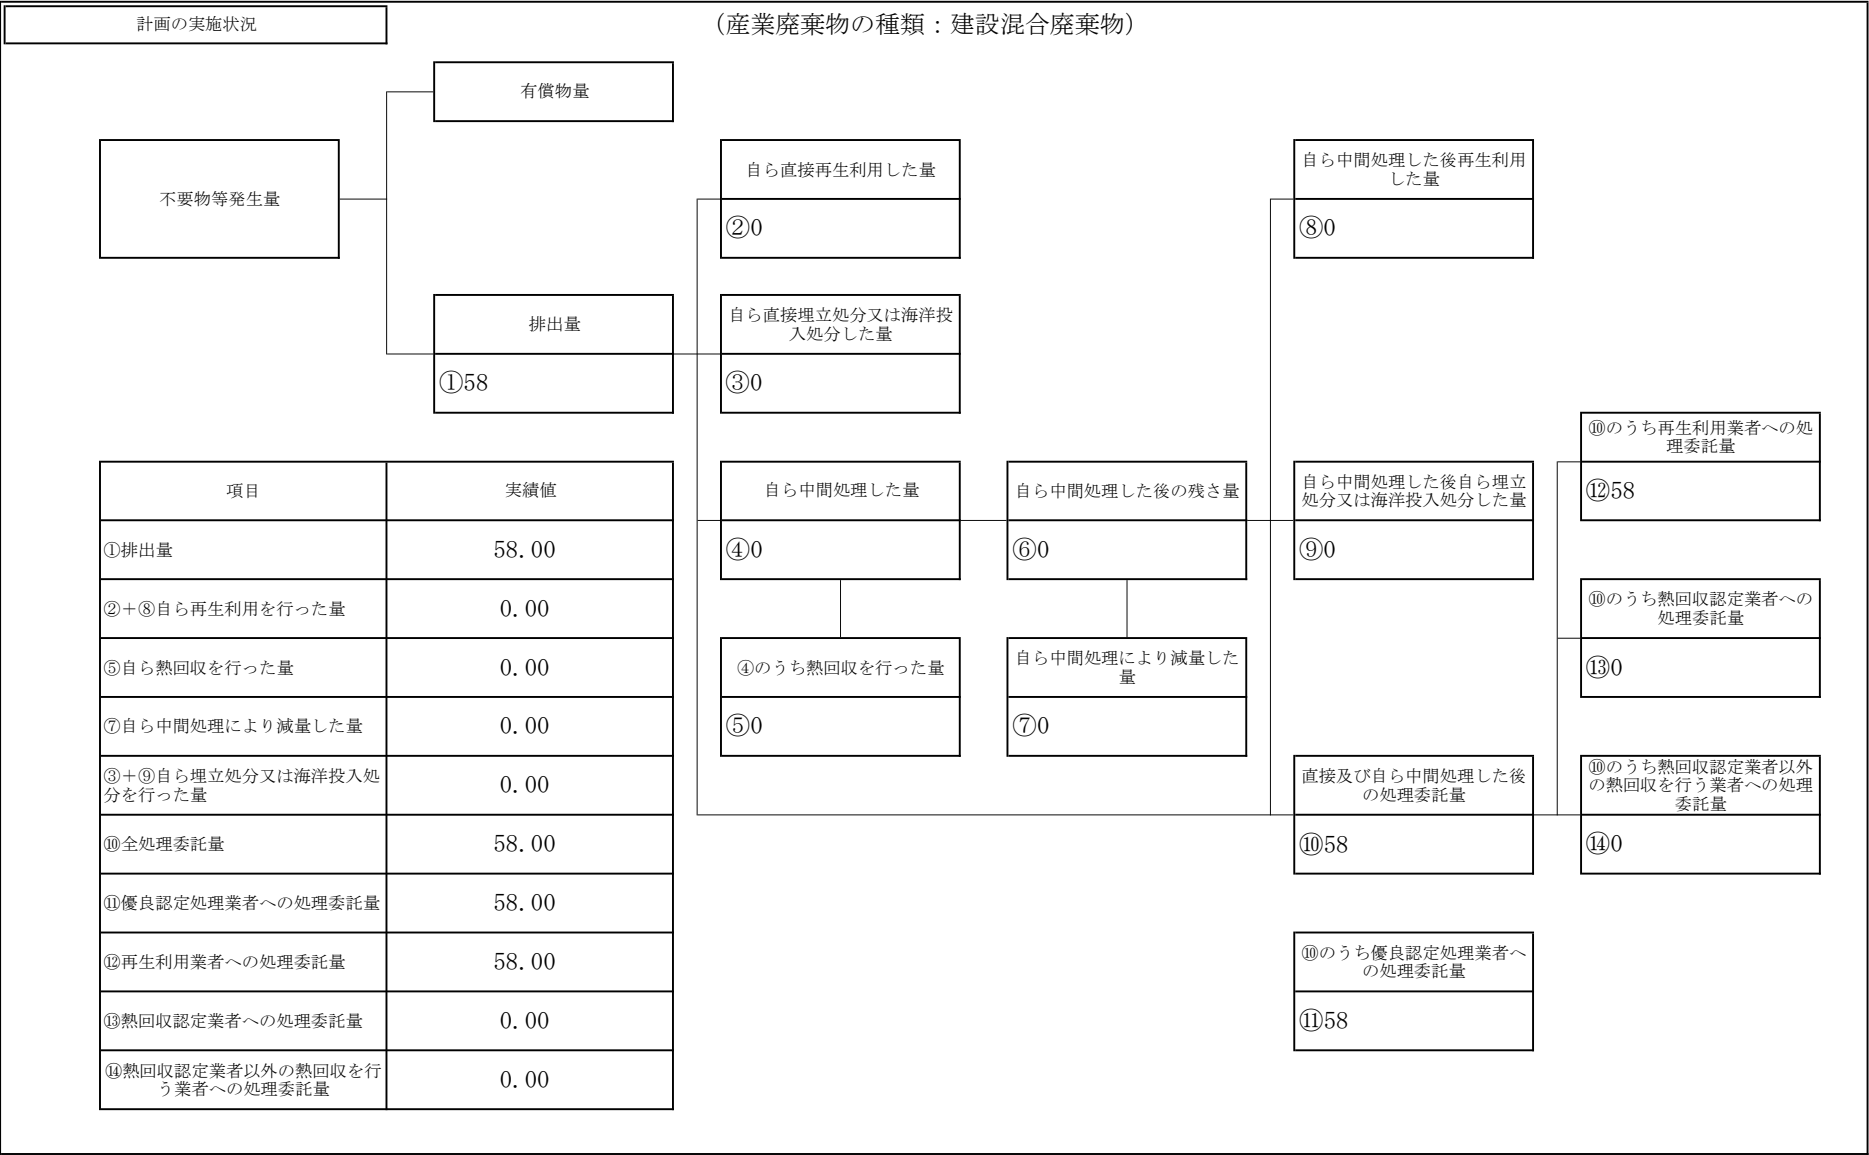 計画の実施状況
（産業廃棄物の種類：建設混合廃棄物）
有償物量
不要物等発生量
自ら直接再生利用した量
②0
自ら中間処理した後再生利用
した量
⑧0
排出量
①58
自ら直接埋立処分又は海洋投
入処分した量
③0
⑩のうち再生利用業者への処
理委託量
⑫58
自ら中間処理した量
④0
自ら中間処理した後の残さ量
⑥0
自ら中間処理した後自ら埋立
処分又は海洋投入処分した量
⑨0
⑩のうち熱回収認定業者への
処理委託量
⑬0
④のうち熱回収を行った量
⑤0
自ら中間処理により減量した
量
⑦0
直接及び自ら中間処理した後
の処理委託量
⑩58
⑩のうち熱回収認定業者以外
の熱回収を行う業者への処理
委託量
⑭0
⑩のうち優良認定処理業者へ
の処理委託量
⑪58
項目 実績値
①排出量 58.00
②＋⑧自ら再生利用を行った量 0.00
⑤自ら熱回収を行った量 0.00
⑦自ら中間処理により減量した量 0.00
③＋⑨自ら埋立処分又は海洋投入処
分を行った量 0.00
⑩全処理委託量 58.00
⑪優良認定処理業者への処理委託量 58.00
⑫再生利用業者への処理委託量 58.00
⑬熱回収認定業者への処理委託量 0.00
⑭熱回収認定業者以外の熱回収を行
う業者への処理委託量 0.00